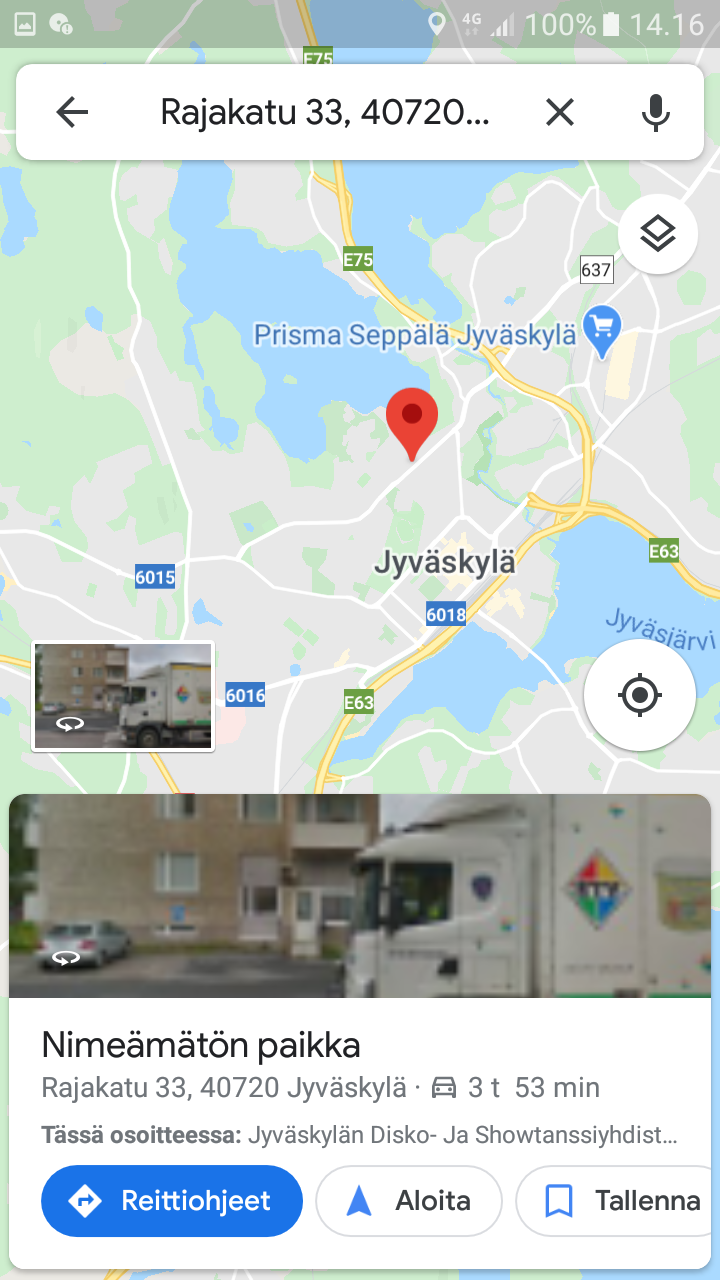 4G 100% 14.16
E75
Rajakatu 33, 40720...
E75
637
Prisma Seppälä Jyväskylä
Jyväskylä
E63
6015
6018
Jyväsjärvi
6016
E63
Nimeämätön paikka
Rajakatu 33, 40720 Jyväskylä · 3 t 53 min
Tässä osoitteessa: Jyväskylän Disko- Ja Showtanssiyhdist...
Reittiohjeet Aloita Tallenna